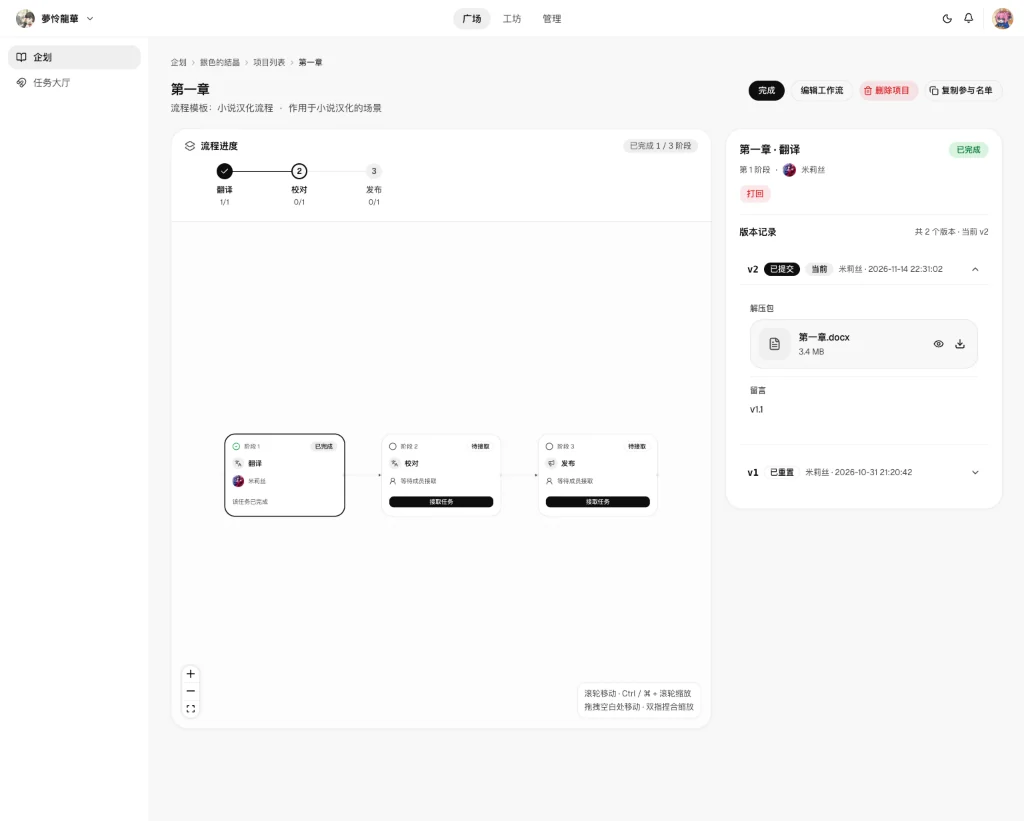 夢怜龍華
广场
工坊
管理
企划
任务大厅
企划 › 銀色的結晶 › 项目列表 › 第一章
第一章
流程模板：小说汉化流程 · 作用于小说汉化的场景
完成
编辑工作流
删除项目
复制参与名单
流程进度
已完成 1 / 3 阶段
2
3
翻译
校对
发布
1/1
0/1
0/1
阶段 1
已完成
翻译
米莉丝
该任务已完成
阶段 2
待接取
校对
等待成员接取
接取任务
阶段 3
待接取
发布
等待成员接取
接取任务
滚轮移动 · Ctrl / ⌘ + 滚轮缩放
拖拽空白处移动 · 双指捏合缩放
第一章 · 翻译
已完成
第 1 阶段 · 米莉丝
打回
版本记录
共 2 个版本 · 当前 v2
v2 已提交 当前 米莉丝 · 2026-11-14 22:31:02
解压包
第一章.docx
3.4 MB
留言
v1.1
v1 已重置 米莉丝 · 2026-10-31 21:20:42